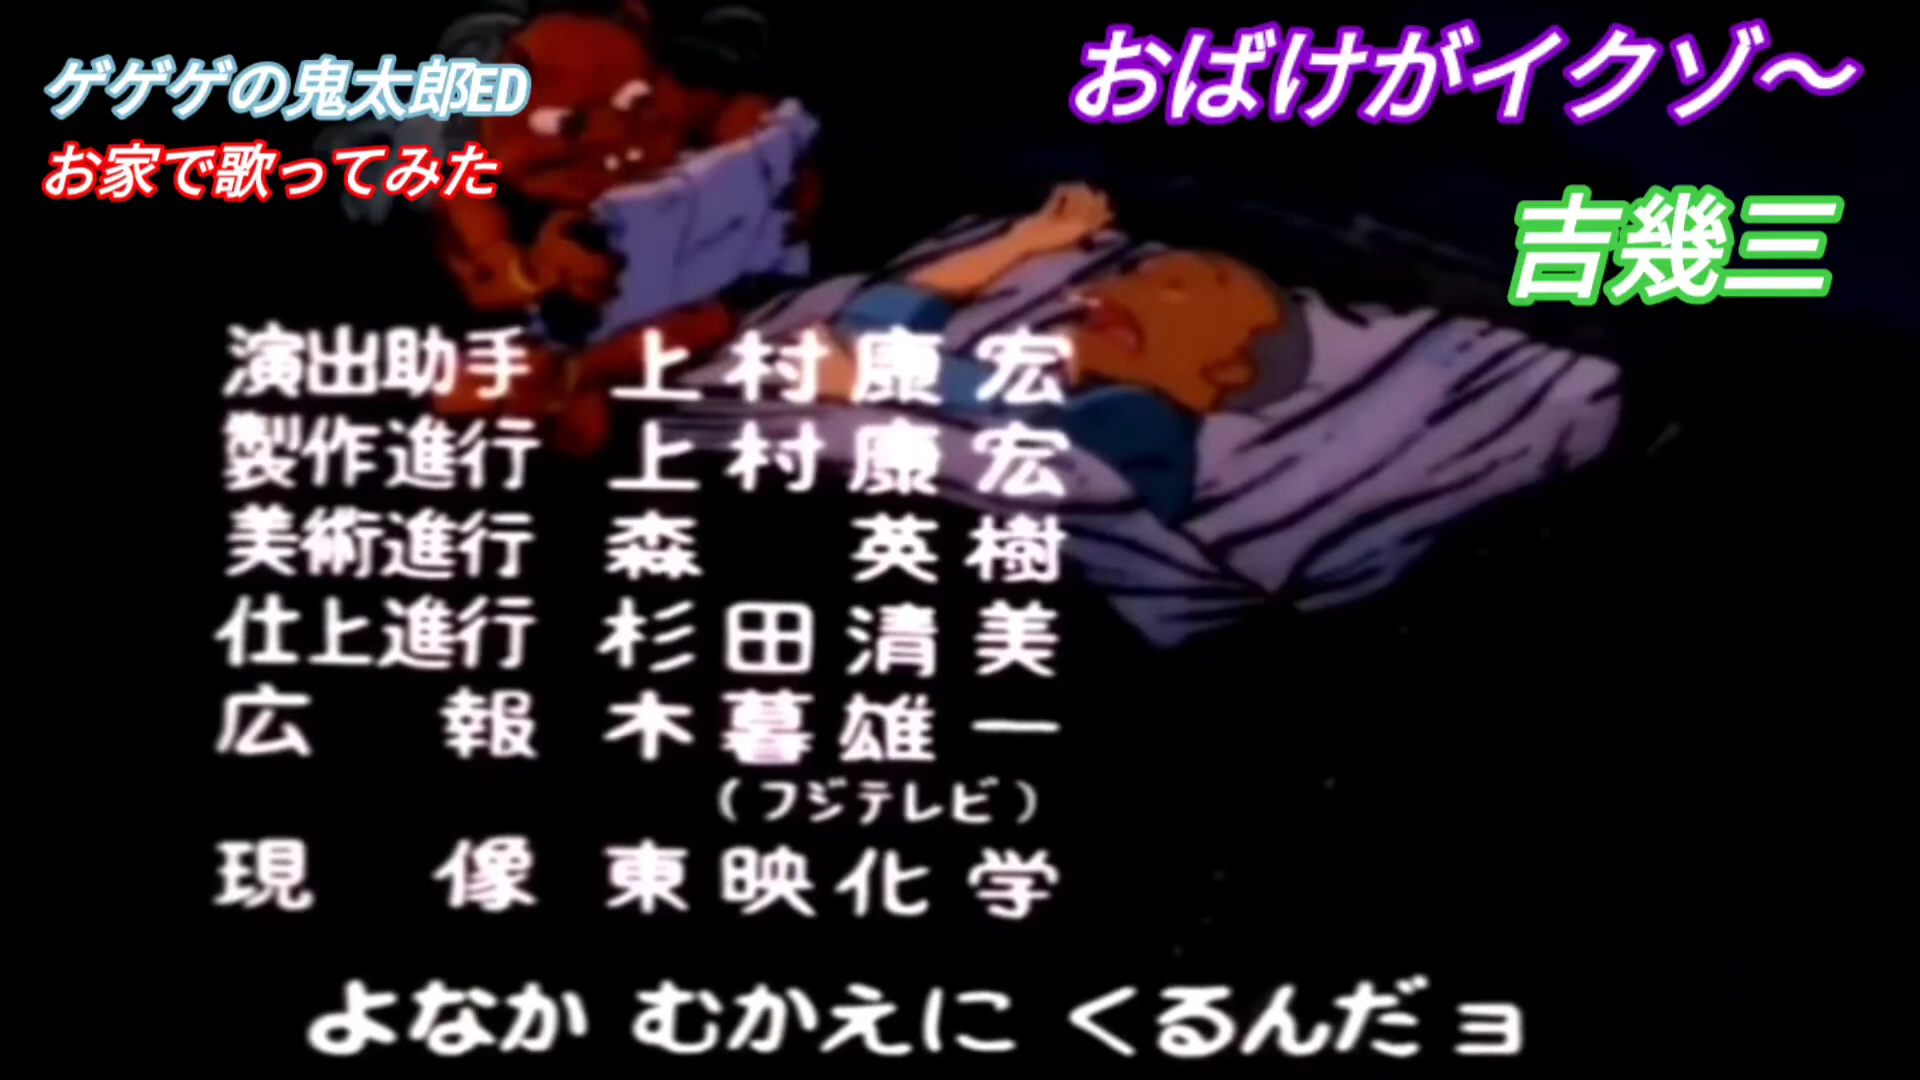 ゲゲゲの鬼太郎ED
お家で歌ってみた
おばけがイクゾ～
吉幾三
演出助手 上村康宏
製作進行 上村康宏
美術進行 森 英樹
仕上進行 杉田清美
広 報 木暮雄一
(フジテレビ)
現 像 東映化学
よなか むかえに くるんだョ